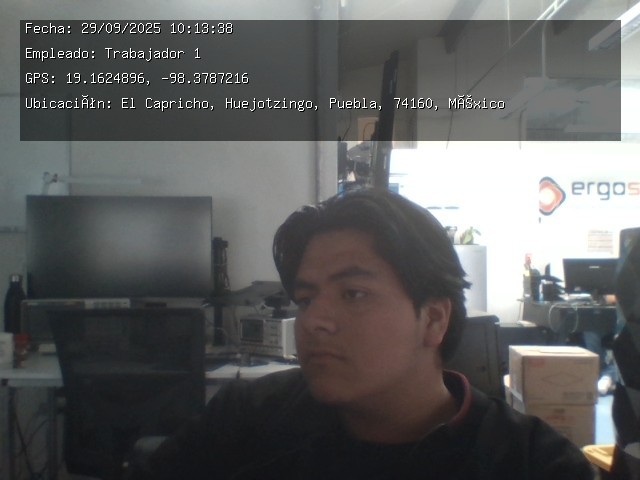 Fecha: 29/09/2025 10:13:38
Empleado: Trabajador 1
GPS: 19.1624896, -98.3787216
UbicaciÅłn: El Capricho, Huejotzingo, Puebla, 74160, MÃ©xico
ergos